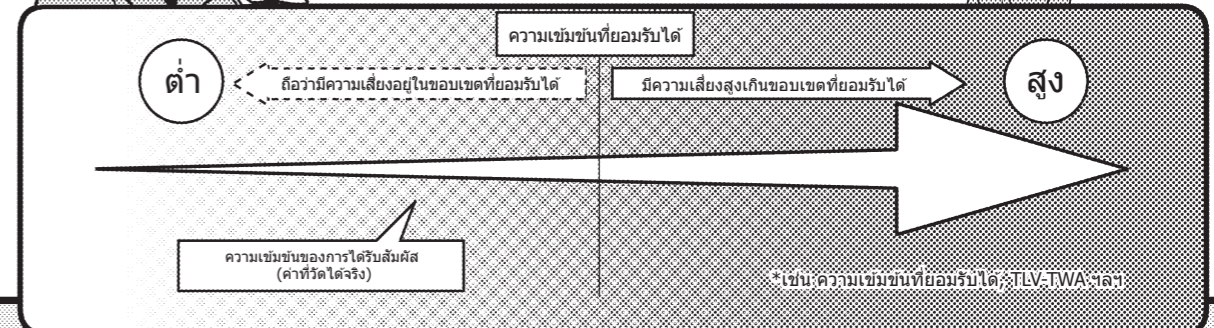 ความเข้มข้นที่ยอมรับได้
ต่ำ
ถือว่ามีความเสี่ยงอยู่ในขอบเขตที่ยอมรับได้
มีความเสี่ยงสูงเกินขอบเขตที่ยอมรับได้
สูง
ความเข้มข้นของการได้รับสัมผัส
(ค่าที่วัดได้จริง)
*เช่น ความเข้มข้นที่ยอมรับได้, TLV-TWA ฯลฯ